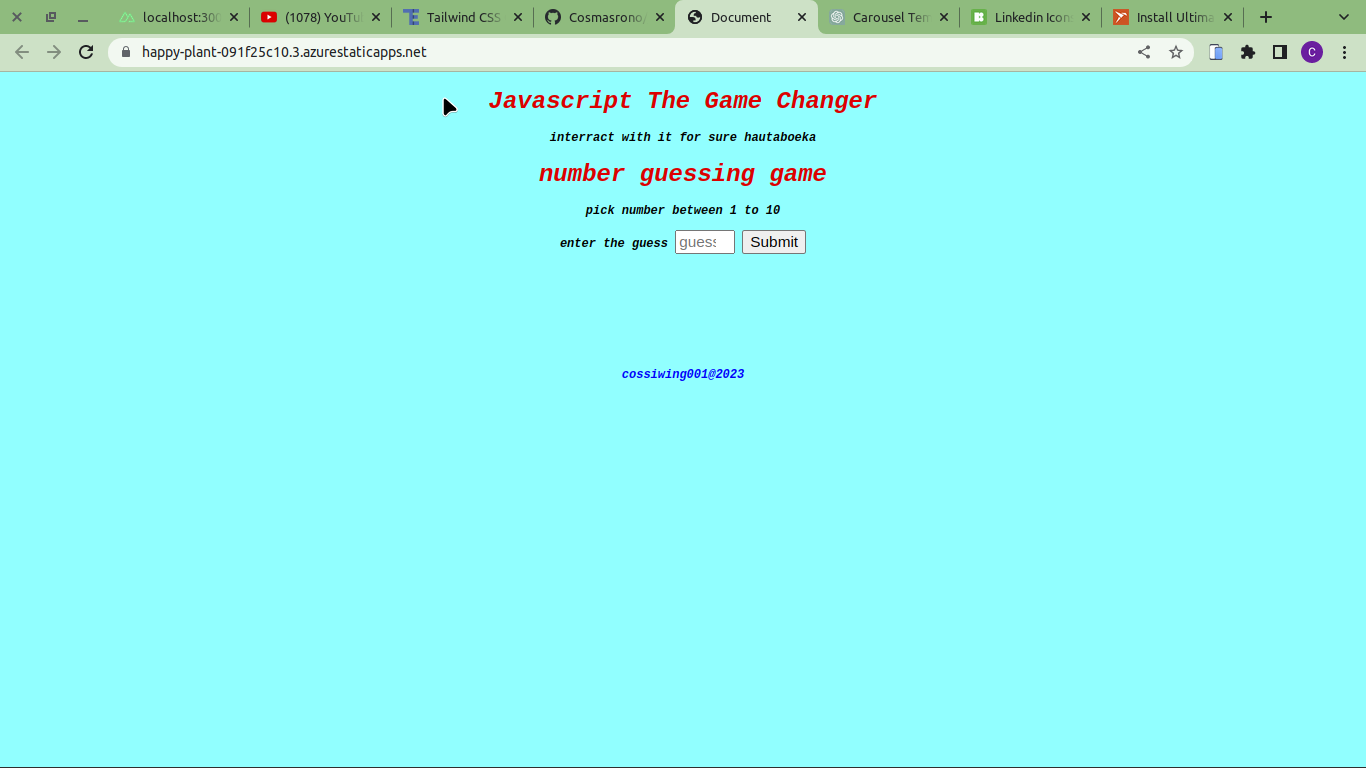 localhost:300
(1078) YouTu
Tailwind CSS
Cosmasrono/
Document
Carousel Tem
Linkedin Icons
Install Ultima
happy-plant-091f25c10.3.azurestaticapps.net
C
Javascript The Game Changer
interract with it for sure hautaboeka
number guessing game
pick number between 1 to 10
enter the guess guess Submit
cossiwing001@2023